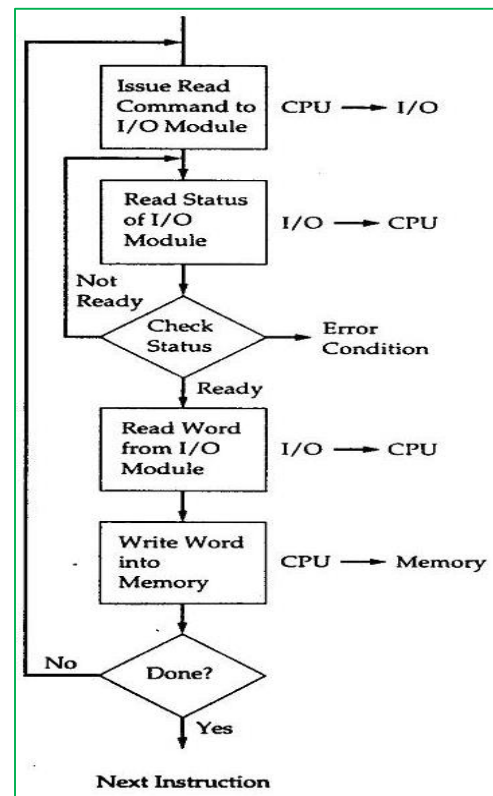 Issue Read
Command to
I/O Module
CPU → I/O
Read Status
of I/O
Module
I/O → CPU
Not
Ready
Check
Status
Error
Condition
Ready
Read Word
from I/O
Module
I/O → CPU
Write Word
into
Memory
CPU → Memory
No
Done?
Yes
Next Instruction